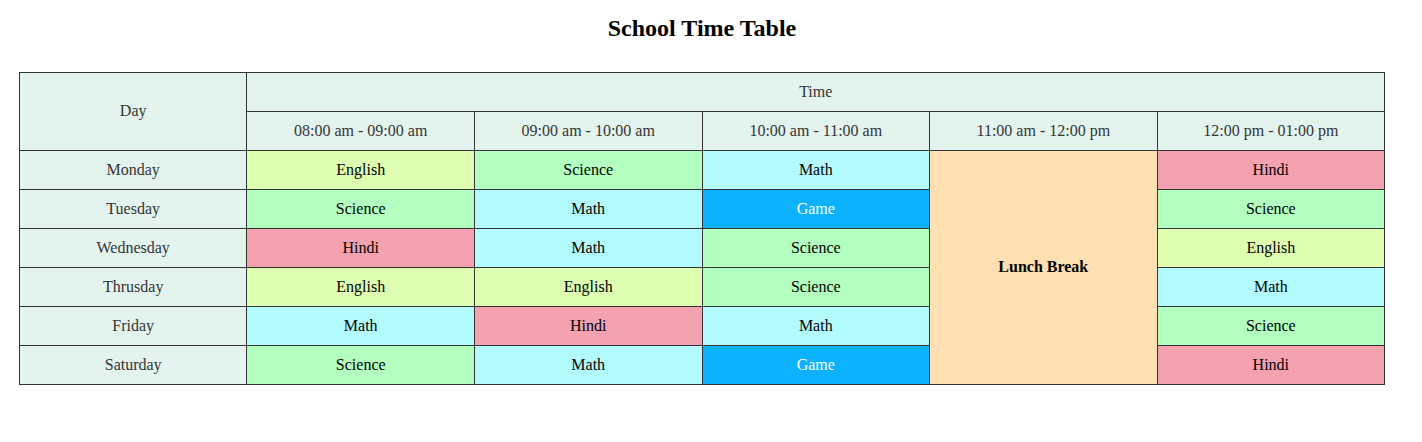 School Time Table
Day
Time
08:00 am - 09:00 am 09:00 am - 10:00 am 10:00 am - 11:00 am 11:00 am - 12:00 pm 12:00 pm - 01:00 pm
Monday English Science Math Hindi
Tuesday Science Math Game Science
Wednesday Hindi Math Science English
Lunch Break
Thrusday English English Science Math
Friday Math Hindi Math Science
Saturday Science Math Game Hindi